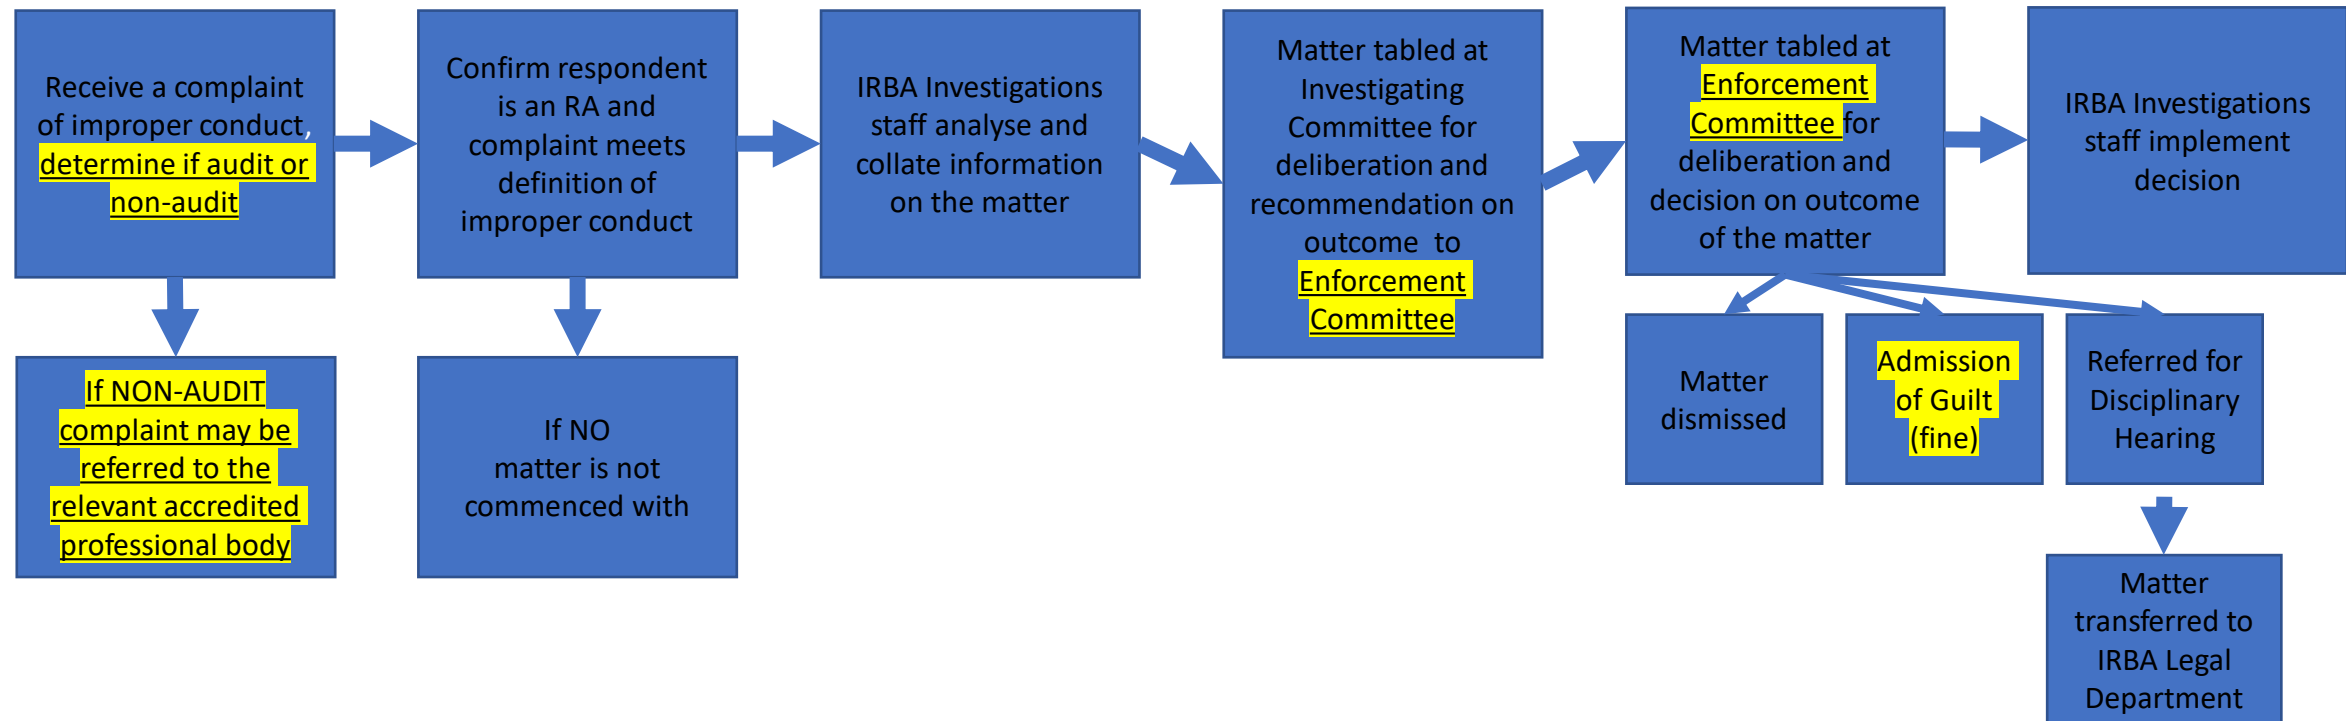 Receive a complaint
of improper conduct,
determine if audit or
non-audit
Confirm respondent
is an RA and
complaint meets
definition of
improper conduct
IRBA Investigations
staff analyse and
collate information
on the matter
Matter tabled at
Investigating
Committee for
deliberation and
recommendation on
outcome to
Enforcement
Committee
Matter tabled at
Enforcement
Committee for
deliberation and
decision on outcome
of the matter
IRBA Investigations
staff implement
decision
If NON-AUDIT
complaint may be
referred to the
relevant accredited
professional body
If NO
matter is not
commenced with
Matter
dismissed
Admission
of Guilt
(fine)
Referred for
Disciplinary
Hearing
Matter
transferred to
IRBA Legal
Department